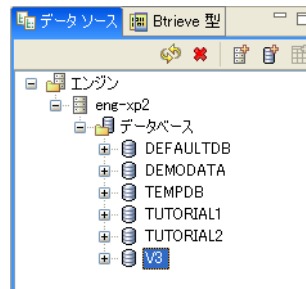 データ ソース Btrieve 型
エンジン
eng-xp2
データベース
DEFAULTDB
DEMODATA
TEMPDB
TUTORIAL1
TUTORIAL2
V3